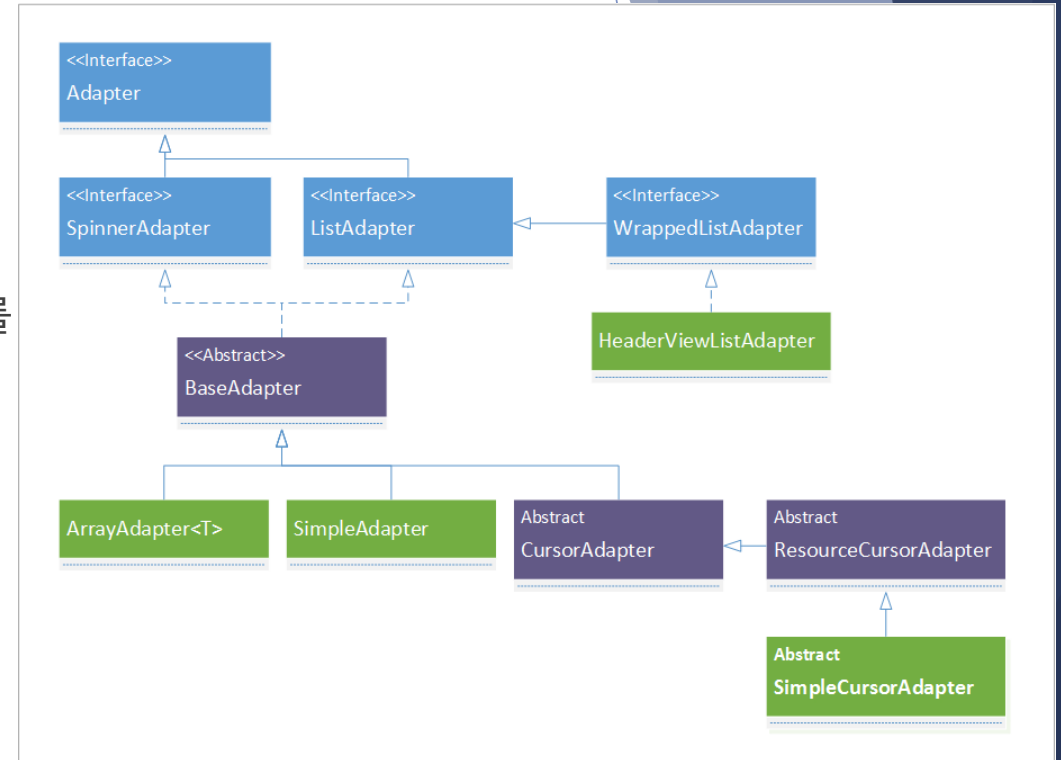 <<Interface>>
Adapter
<<Interface>>
SpinnerAdapter
<<Interface>>
ListAdapter
<<Interface>>
WrappedListAdapter
HeaderViewListAdapter
<<Abstract>>
BaseAdapter
ArrayAdapter<T>
SimpleAdapter
Abstract
CursorAdapter
Abstract
ResourceCursorAdapter
Abstract
SimpleCursorAdapter